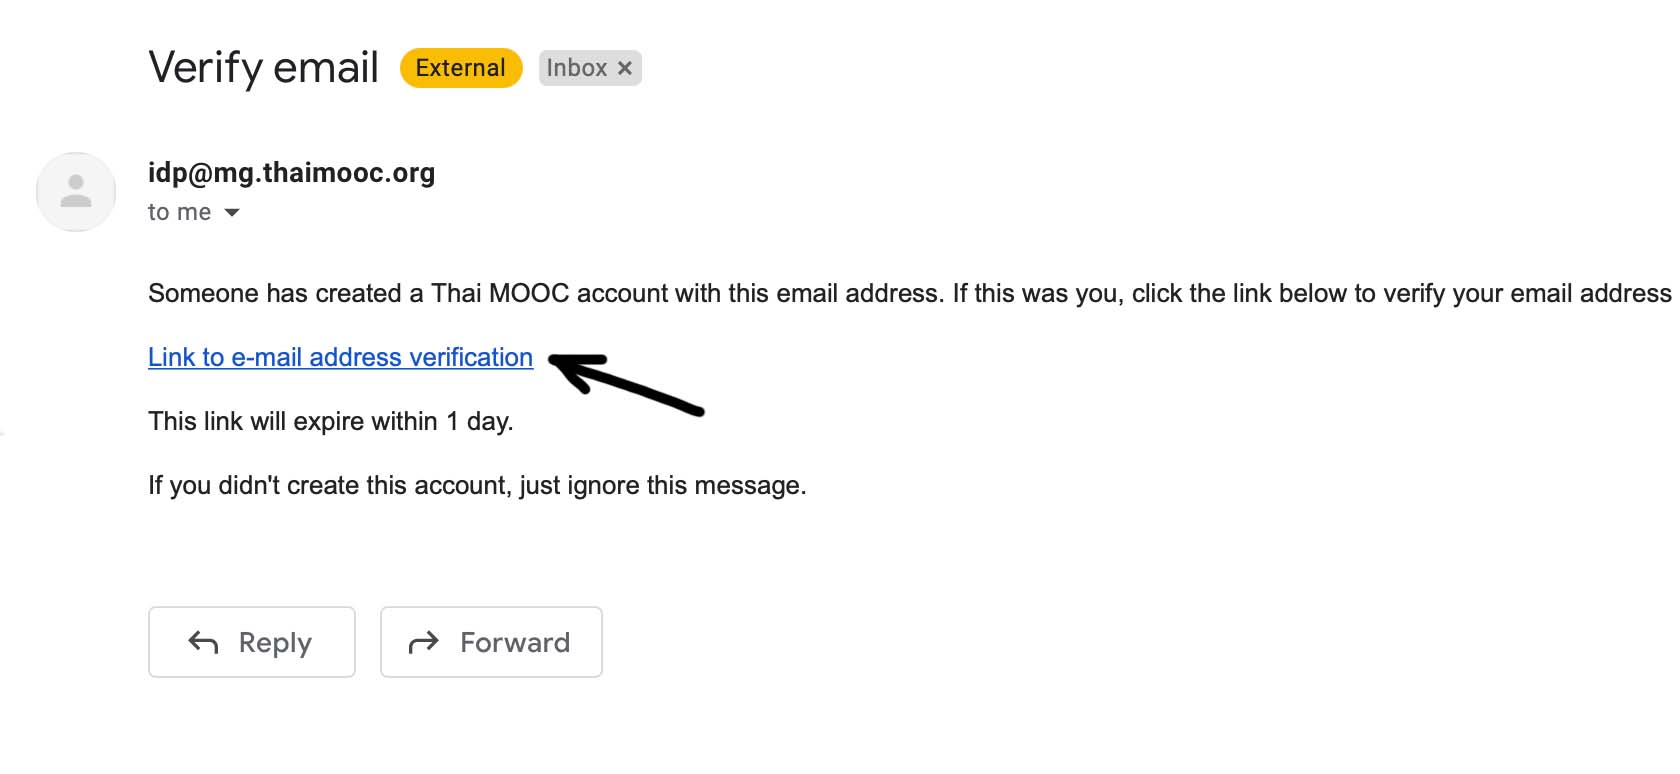 Verify email External Inbox ×
idp@mg.thaimooc.org
to me
Someone has created a Thai MOOC account with this email address. If this was you, click the link below to verify your email address
Link to e-mail address verification
This link will expire within 1 day.
If you didn't create this account, just ignore this message.
Reply Forward